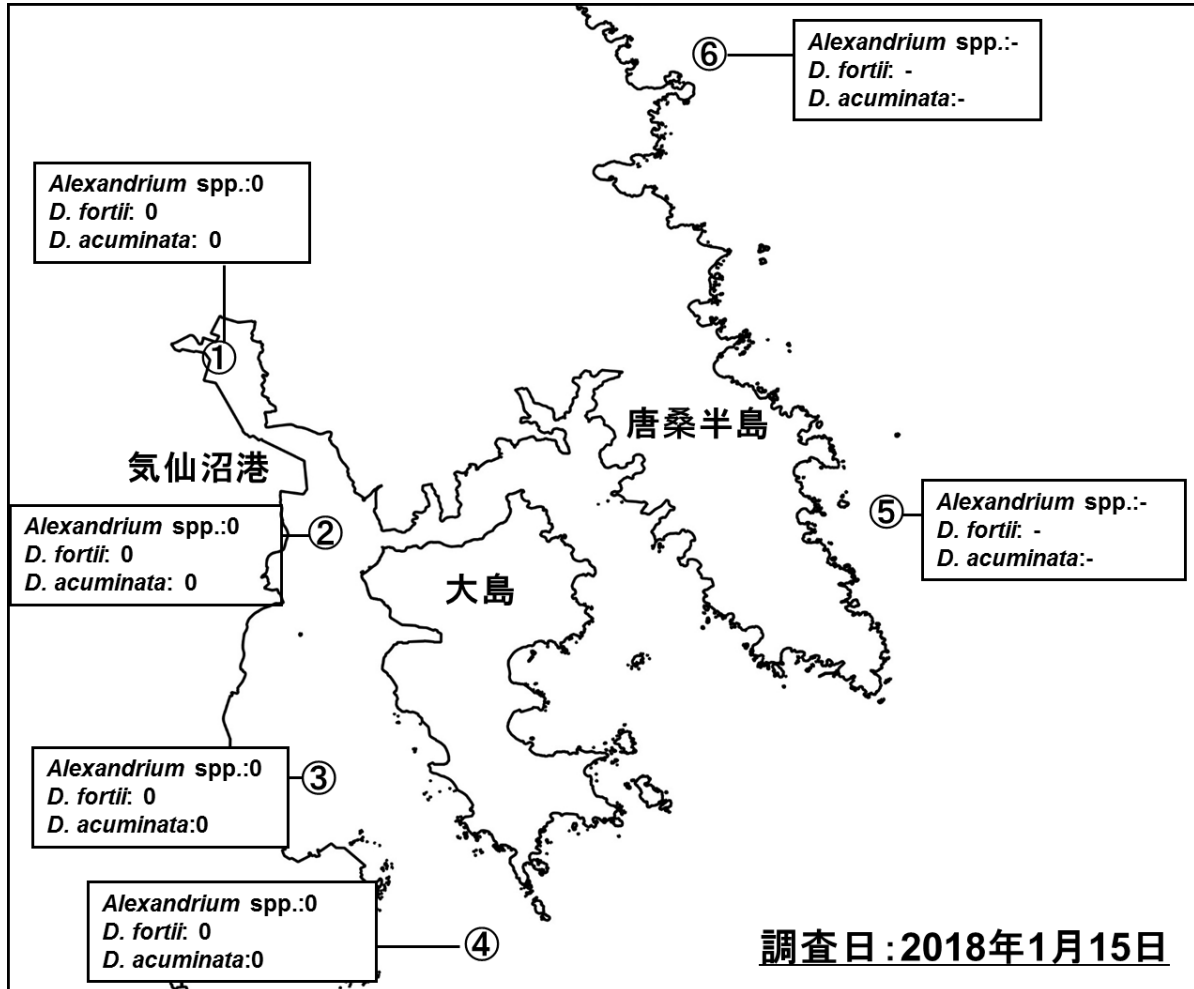 ⑥
Alexandrium spp.:-
D. fortii: -
D. acuminata:-
Alexandrium spp.:0
D. fortii: 0
D. acuminata: 0
①
唐桑半島
気仙沼港
Alexandrium spp.:0
D. fortii: 0
D. acuminata: 0
②
⑤
Alexandrium spp.:-
D. fortii: -
D. acuminata:-
大島
Alexandrium spp.:0
D. fortii: 0
D. acuminata:0
③
Alexandrium spp.:0
D. fortii: 0
D. acuminata:0
④
調査日:2018年1月15日